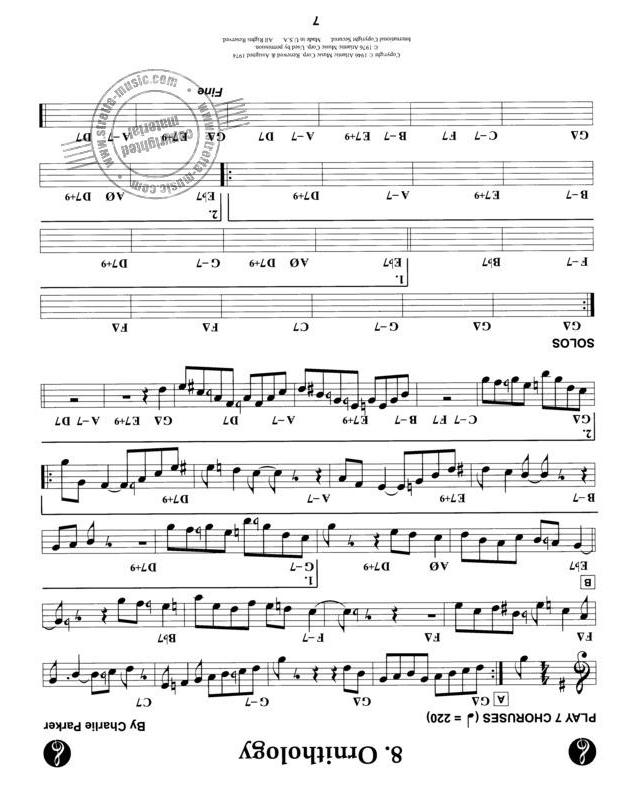 8. Ornithology
PLAY 7 CHORUSES (♩ = 220)
By Charlie Parker
A
GΔ GΔ G–7 C7
FΔ FΔ F–7 B♭7
B
1.
E♭7 AØ D7+9 G–7 D7+9
B–7 E7+9 A–7 D7+9
2.
GΔ C–7 F7 B–7 E7+9 A–7 D7 GΔ E7+9 A–7 D7
SOLOS
GΔ GΔ G–7 C7 FΔ FΔ
1.
F–7 B♭7 E♭7 AØ D7+9 G–7 D7+9
2.
B–7 E7+9 A–7 D7+9 E♭7 AØ D7+9
GΔ C–7 F7 B–7 E7+9 A–7 D7 GΔ E7+9 A–7 D7
Fine
www.stretta-music.com
copyrighted
material
www.stretta-music.com
Copyright © 1946 Atlantic Music Corp. Renewed & Assigned 1974
© 1976 Atlantic Music Corp. Used by permission.
International Copyright Secured. Made in U.S.A. All Rights Reserved.
7